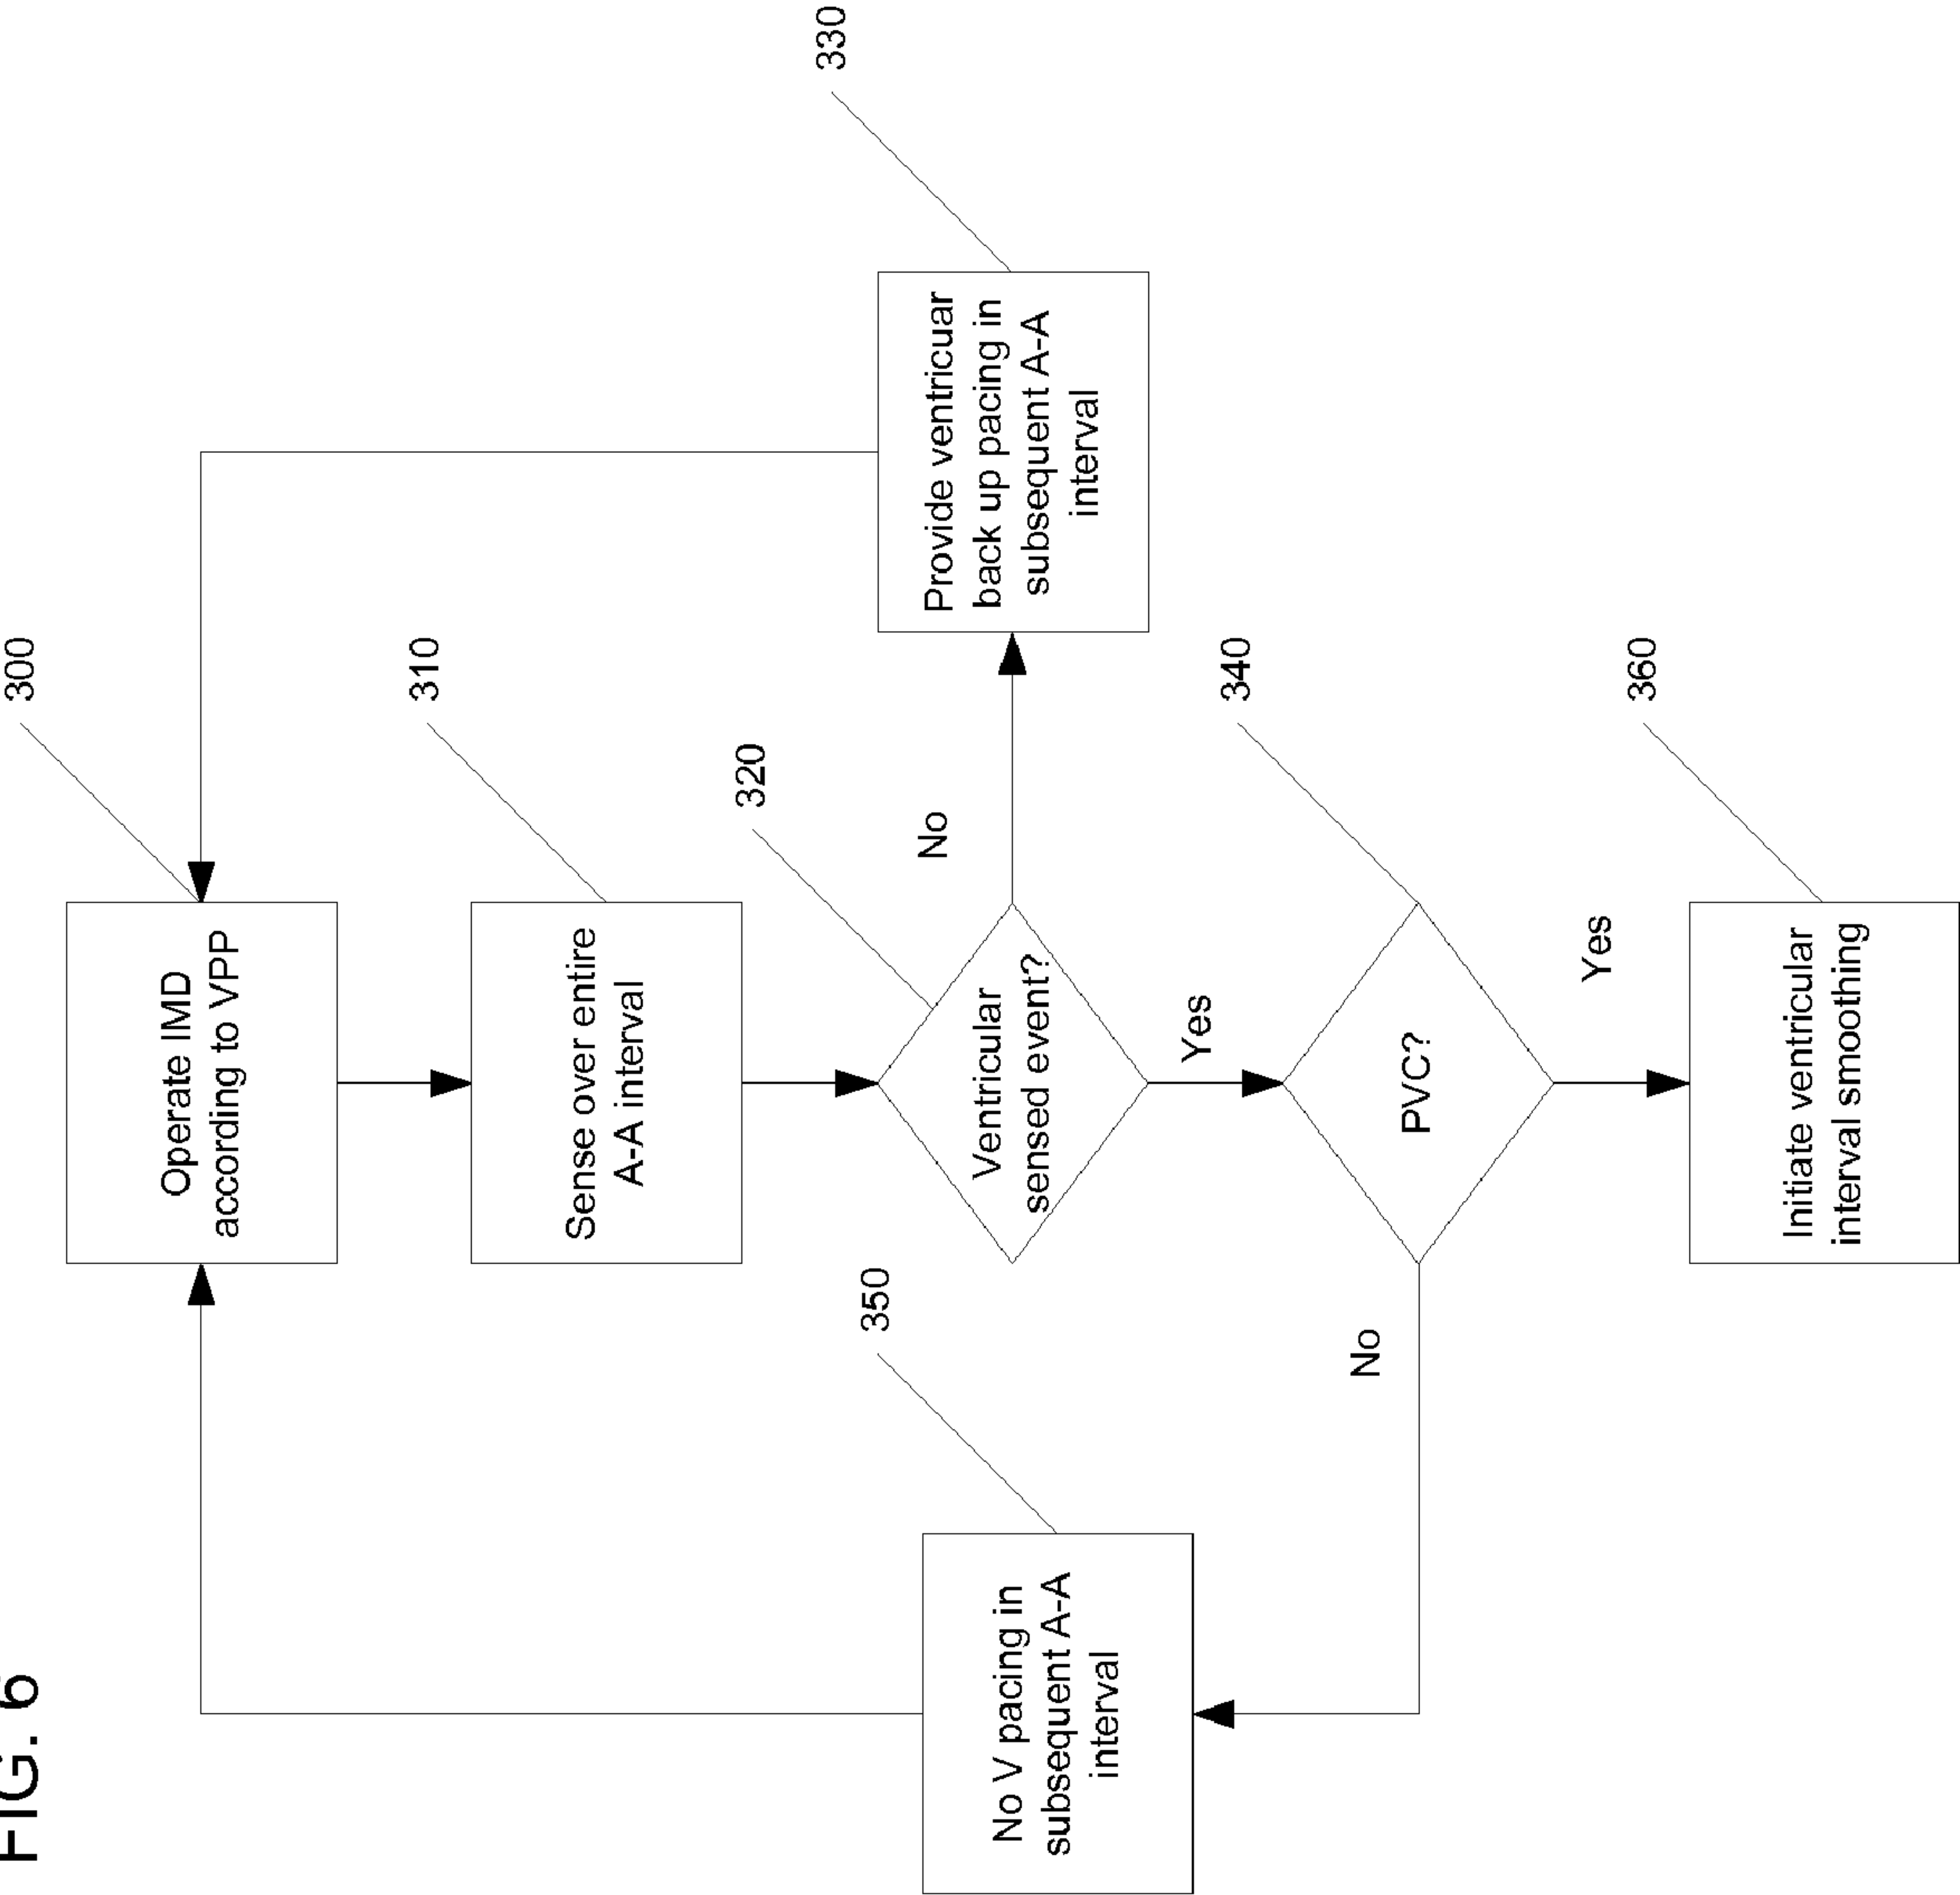 FIG. 6
300
Operate IMD
according to VPP
310
Sense over entire
A-A interval
320
Ventricular
sensed event?
No
330
Provide ventricuar
back up pacing in
subsequent A-A
interval
Yes
340
PVC?
No
350
No V pacing in
subsequent A-A
interval
Yes
360
Initiate ventricular
interval smoothing